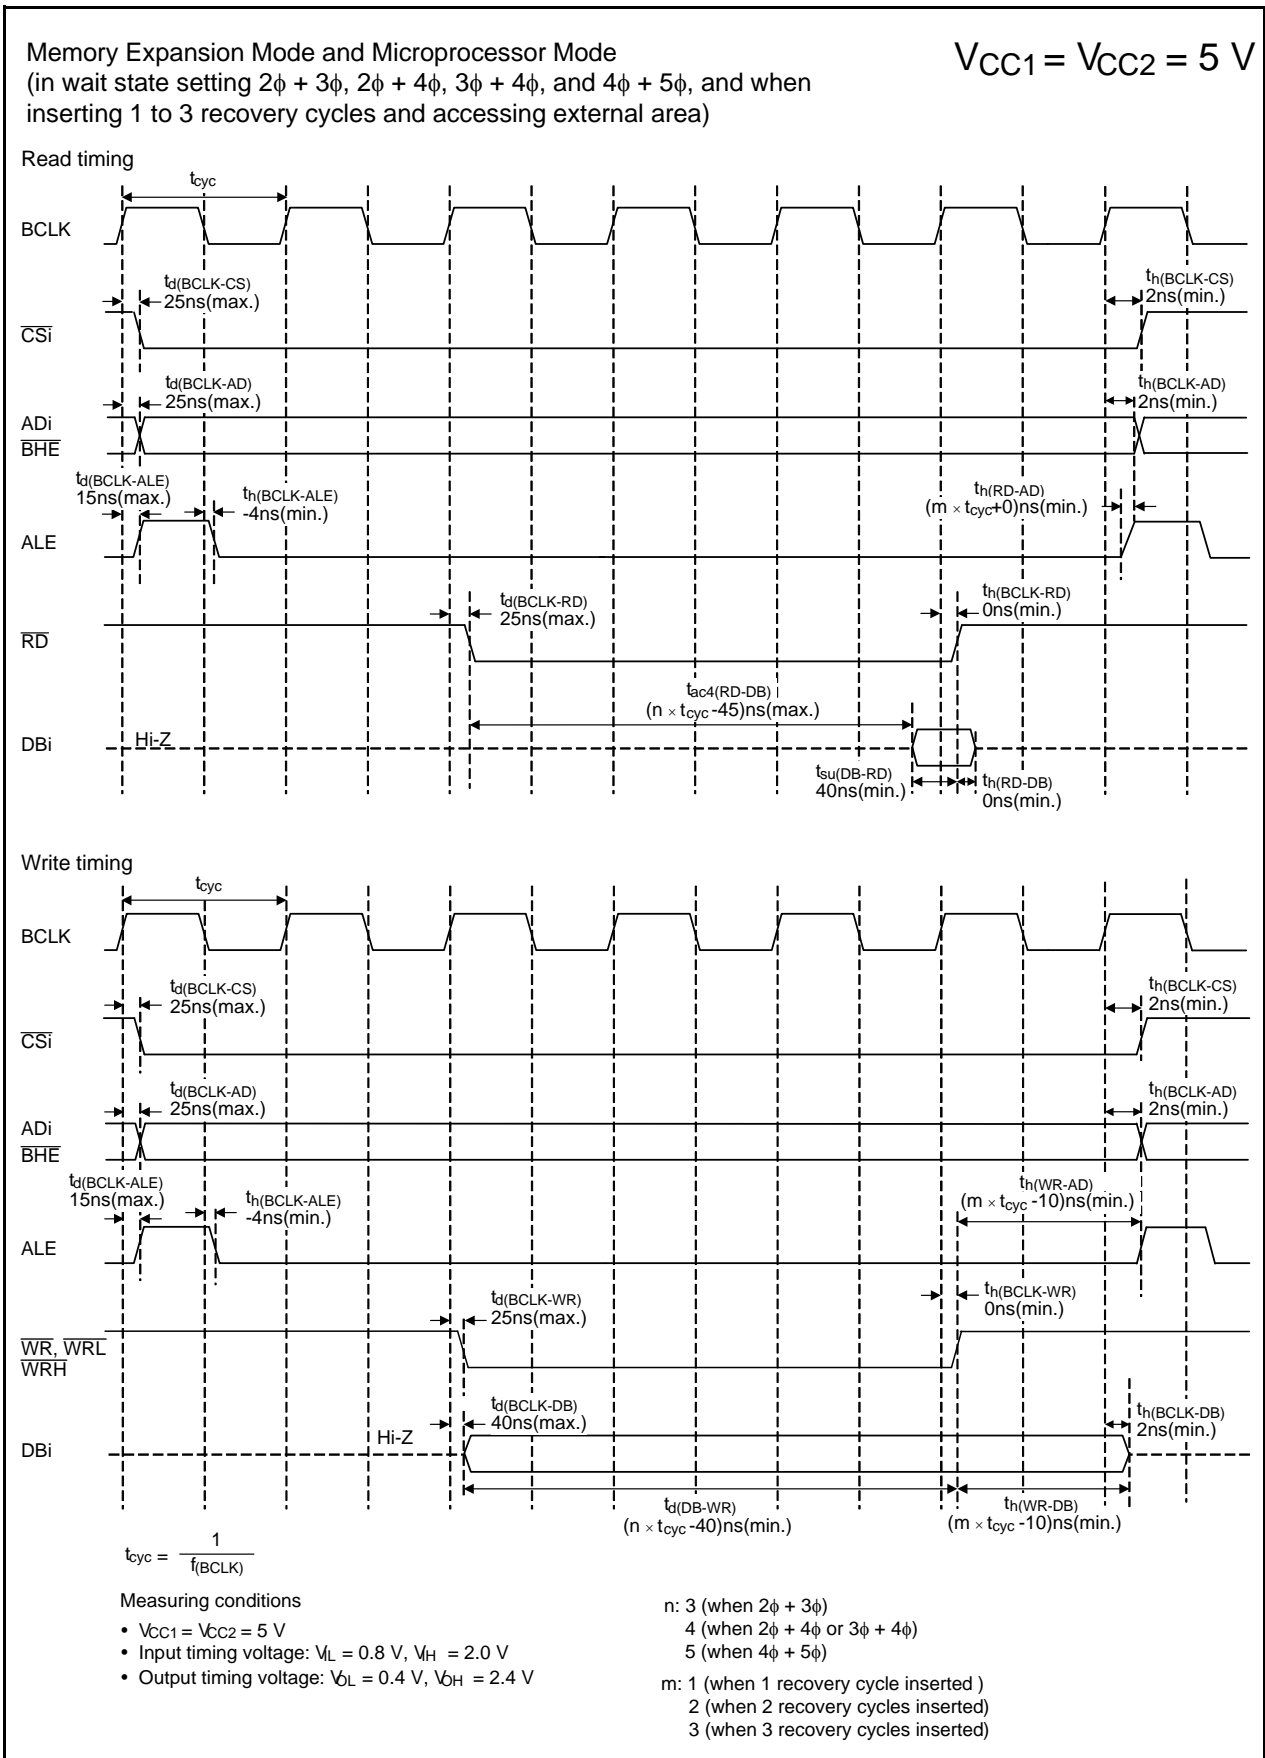 Memory Expansion Mode and Microprocessor Mode
(in wait state setting 2ϕ + 3ϕ, 2ϕ + 4ϕ, 3ϕ + 4ϕ, and 4ϕ + 5ϕ, and when
inserting 1 to 3 recovery cycles and accessing external area)
VCC1 = VCC2 = 5 V
Read timing
tcyc
BCLK
td(BCLK-CS)
25ns(max.)
th(BCLK-CS)
2ns(min.)
CSi
td(BCLK-AD)
25ns(max.)
th(BCLK-AD)
2ns(min.)
ADi
BHE
td(BCLK-ALE)
15ns(max.)
th(BCLK-ALE)
-4ns(min.)
th(RD-AD)
(m × tcyc+0)ns(min.)
ALE
td(BCLK-RD)
25ns(max.)
th(BCLK-RD)
0ns(min.)
RD
tac4(RD-DB)
(n × tcyc-45)ns(max.)
DBi
Hi-Z
tsu(DB-RD)
40ns(min.)
th(RD-DB)
0ns(min.)
Write timing
tcyc
BCLK
td(BCLK-CS)
25ns(max.)
th(BCLK-CS)
2ns(min.)
CSi
td(BCLK-AD)
25ns(max.)
th(BCLK-AD)
2ns(min.)
ADi
BHE
td(BCLK-ALE)
15ns(max.)
th(BCLK-ALE)
-4ns(min.)
th(WR-AD)
(m × tcyc-10)ns(min.)
ALE
td(BCLK-WR)
25ns(max.)
th(BCLK-WR)
0ns(min.)
WR, WRL
WRH
td(BCLK-DB)
40ns(max.)
th(BCLK-DB)
2ns(min.)
Hi-Z
DBi
td(DB-WR)
(n × tcyc-40)ns(min.)
th(WR-DB)
(m × tcyc-10)ns(min.)
tcyc = 1
f(BCLK)
Measuring conditions
• VCC1 = VCC2 = 5 V
• Input timing voltage: VIL = 0.8 V, VIH = 2.0 V
• Output timing voltage: VOL = 0.4 V, VOH = 2.4 V
n: 3 (when 2ϕ + 3ϕ)
4 (when 2ϕ + 4ϕ or 3ϕ + 4ϕ)
5 (when 4ϕ + 5ϕ)
m: 1 (when 1 recovery cycle inserted )
2 (when 2 recovery cycles inserted)
3 (when 3 recovery cycles inserted)